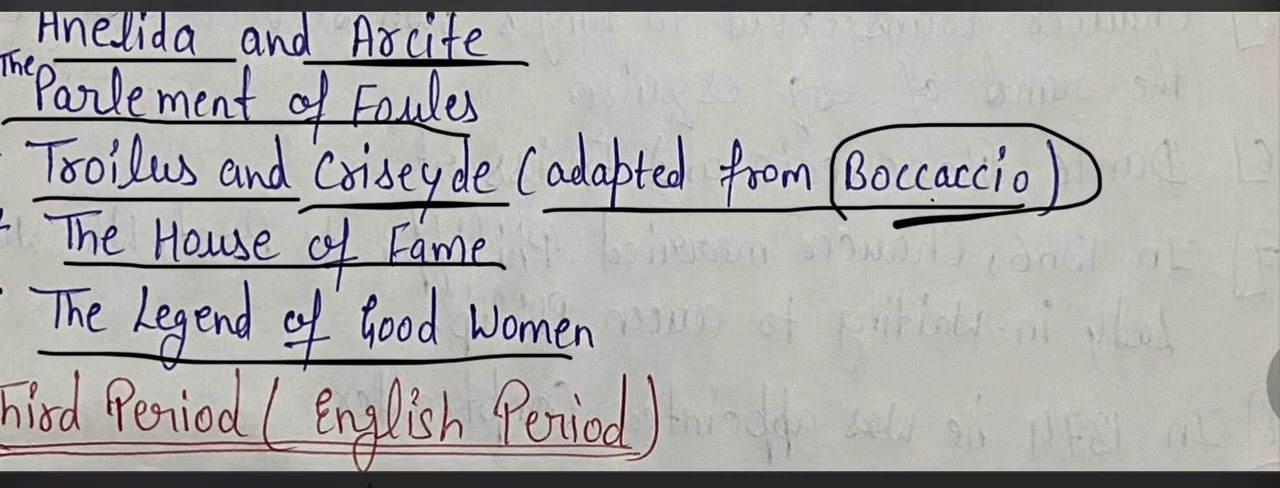 Anelida and Arcite
The Parlement of Foules
Troilus and Criseyde (adapted from Boccaccio)
The House of Fame
The Legend of Good Women
Third Period (English Period)